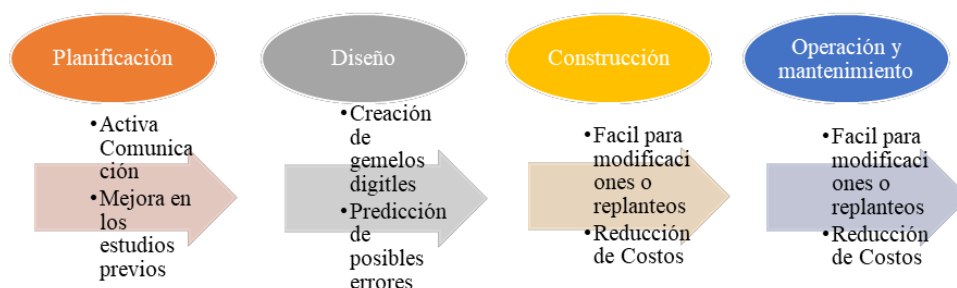 Planificación
•Activa
Comunica
ción
•Mejora en
los
estudios
previos
Diseño
•Creación
de
gemelos
digitles
•Predicción
de
posibles
errores
Construcción
•Facil para
modificaci
ones o
replanteos
•Reducción
de Costos
Operación y
mantenimiento
•Facil para
modificaci
ones o
replanteos
•Reducción
de Costos